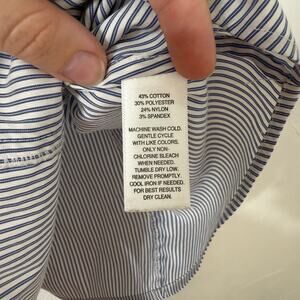 43% COTTON
30% POLYESTER
24% NYLON
3% SPANDEX
MACHINE WASH COLD.
GENTLE CYCLE
WITH LIKE COLORS.
ONLY NON-
CHLORINE BLEACH
WHEN NEEDED.
TUMBLE DRY LOW.
REMOVE PROMPTLY.
COOL IRON IF NEEDED.
FOR BEST RESULTS
DRY CLEAN.